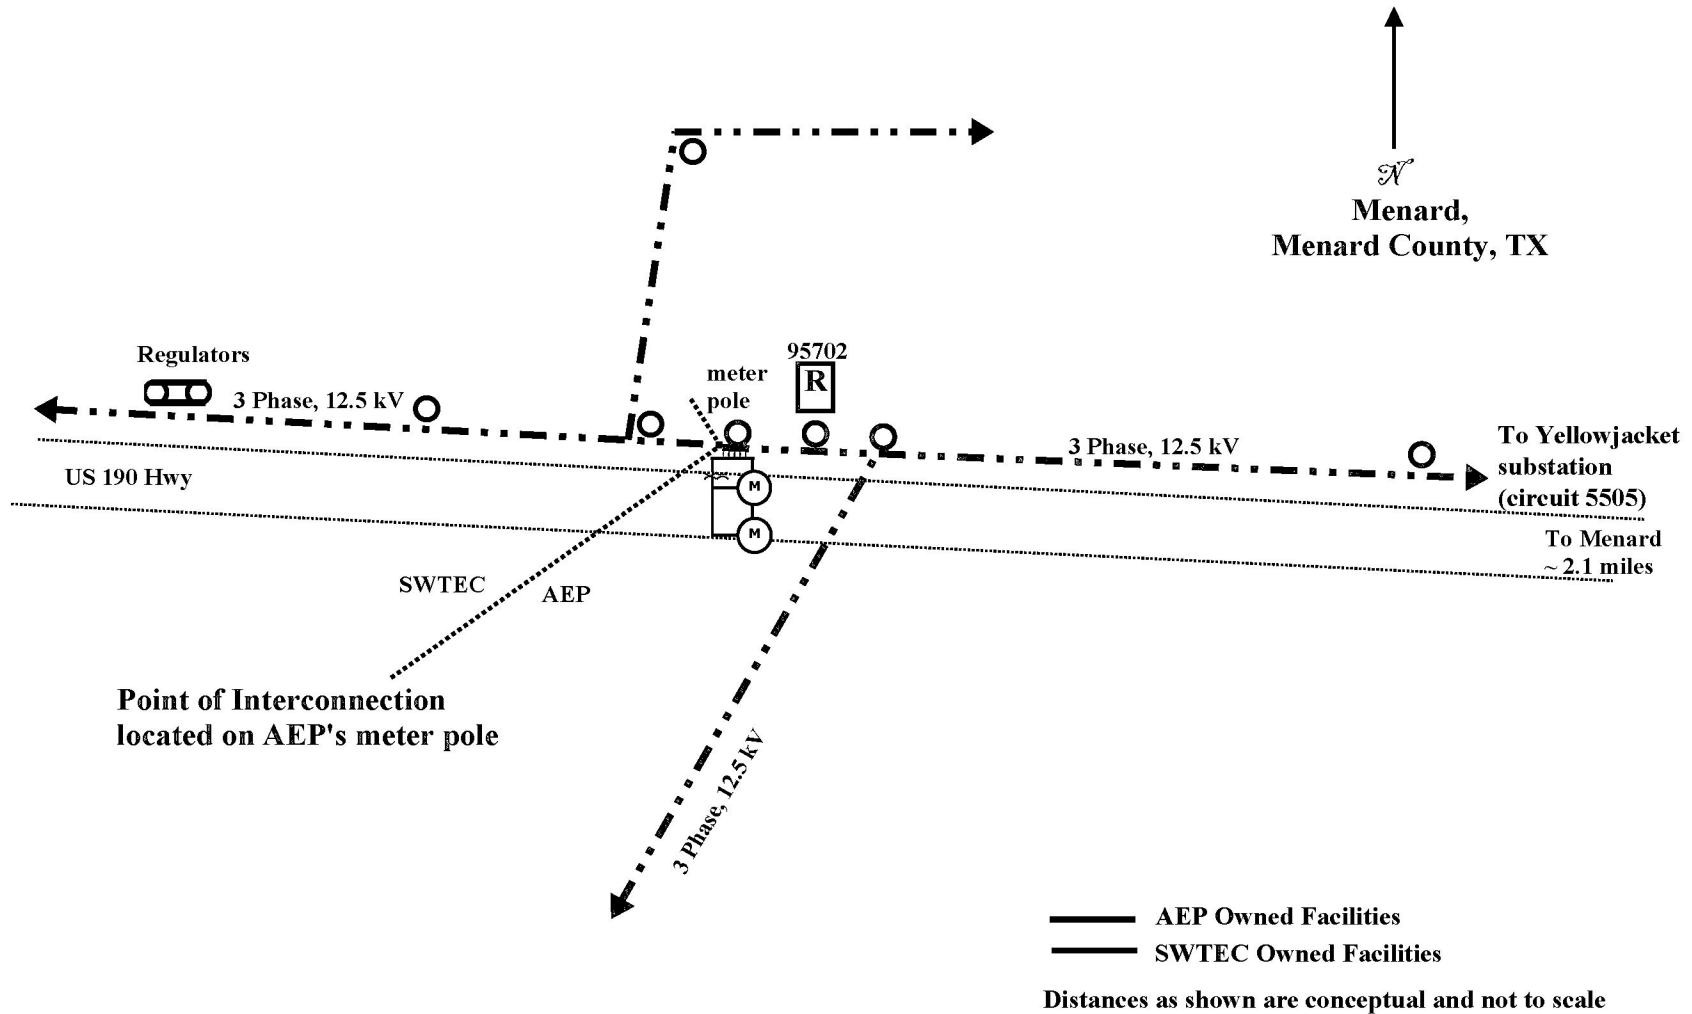 N
Menard,
Menard County, TX
95702
R
Regulators
meter
pole
3 Phase, 12.5 kV
3 Phase, 12.5 kV
To Yellowjacket
substation
(circuit 5505)
US 190 Hwy
M
M
To Menard
~ 2.1 miles
SWTEC
AEP
Point of Interconnection
located on AEP's meter pole
3 Phase, 12.5 kV
AEP Owned Facilities
SWTEC Owned Facilities
Distances as shown are conceptual and not to scale